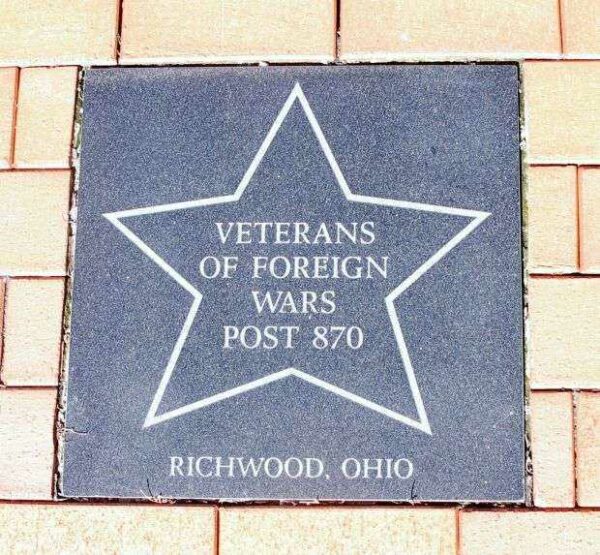 VETERANS
OF FOREIGN
WARS
POST 870
RICHWOOD, OHIO